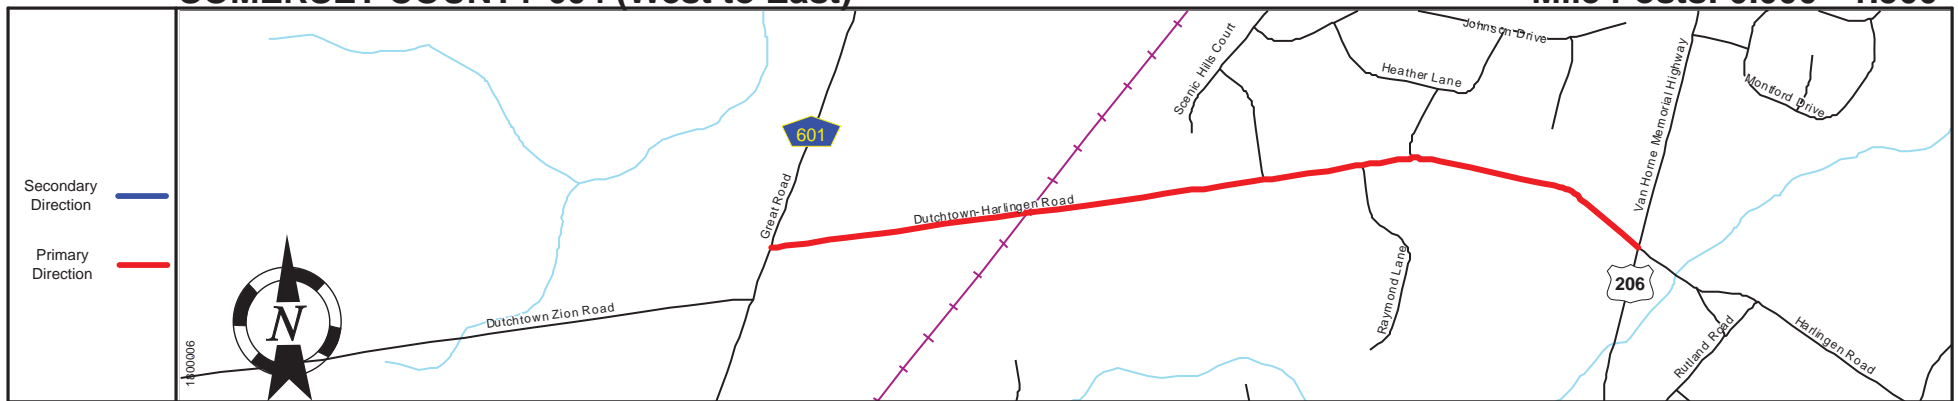 Secondary
Direction
Primary
Direction
1800006
N
Dutchtown Zion Road
Great Road
601
Dutchtown-Harlingen Road
Scenic Hills Court
Johnson Drive
Heather Lane
Raymond Lane
Van Horne Memorial Highway
Montford Drive
206
Rutland Road
Harlingen Road